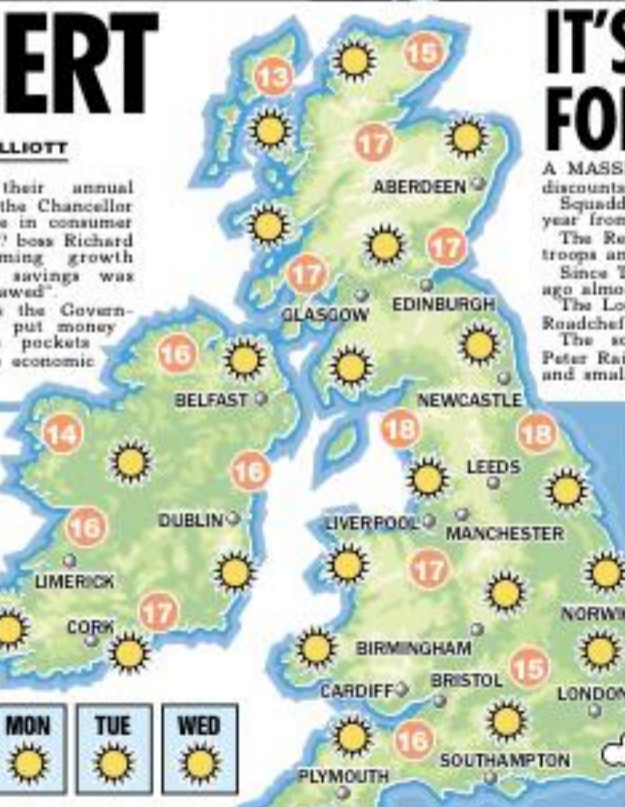 ERT
LLIOTT
their annual
the Chancellor
e in consumer
? boss Richard
ming growth
savings was
awed".
s the Govern-
put money
pockets
economic
IT'S
FOR
A MASSI
discounts
Squadd
year from
The Re
troops an
Since T
ago almo
The Lo
Roadchef
The so
Peter Rai
and smal
15
13
17
ABERDEEN
17
17
GLASGOW
EDINBURGH
16
BELFAST
NEWCASTLE
14
18
18
16
LEEDS
16
DUBLIN
LIVERPOOL
MANCHESTER
LIMERICK
17
17
NORWI
CORK
BIRMINGHAM
15
CARDIFF
BRISTOL
LONDON
MON
TUE
WED
16
SOUTHAMPTON
PLYMOUTH